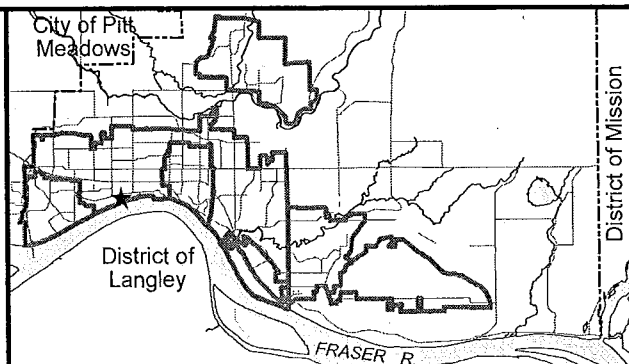 City of Pitt
Meadows
District of Mission
District of
Langley
FRASER R.